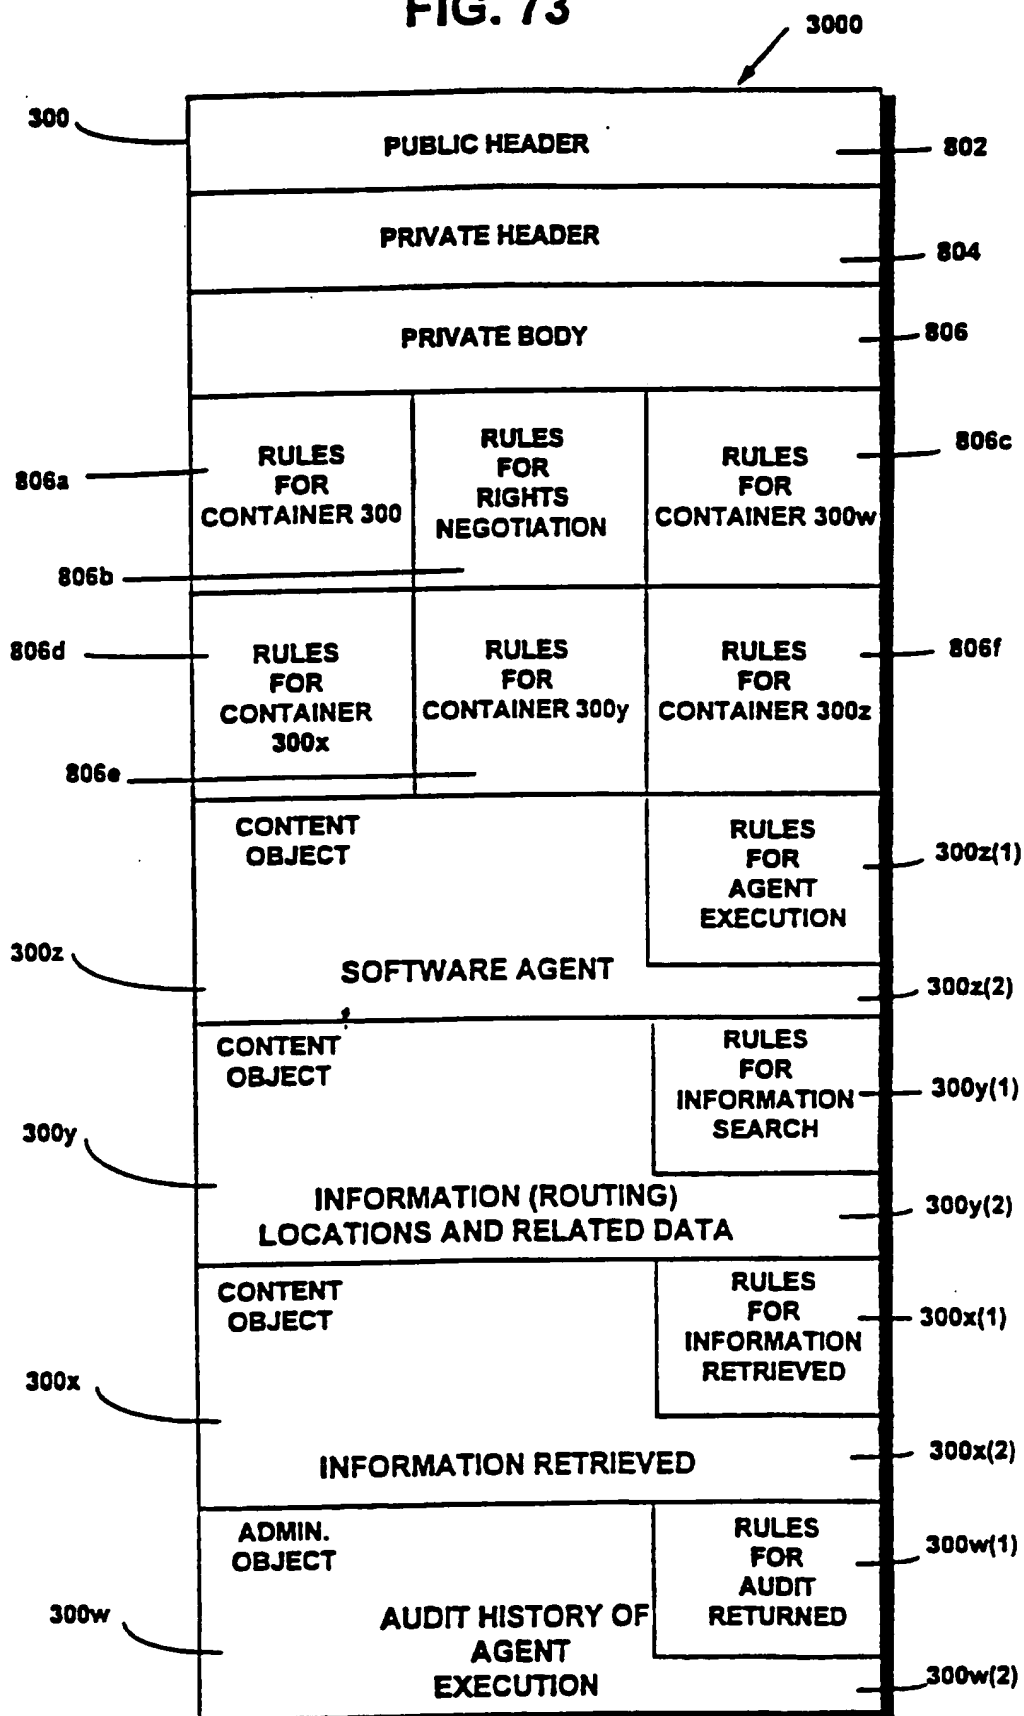 FIG. 73
3000
300
PUBLIC HEADER
802
PRIVATE HEADER
804
PRIVATE BODY
806
806a
RULES
FOR
CONTAINER 300
RULES
FOR
RIGHTS
NEGOTIATION
RULES
FOR
CONTAINER 300w
806c
806b
806d
RULES
FOR
CONTAINER
300x
RULES
FOR
CONTAINER 300y
RULES
FOR
CONTAINER 300z
806f
806e
CONTENT
OBJECT
RULES
FOR
AGENT
EXECUTION
300z(1)
300z
SOFTWARE AGENT
300z(2)
CONTENT
OBJECT
RULES
FOR
INFORMATION
SEARCH
300y(1)
300y
INFORMATION (ROUTING)
LOCATIONS AND RELATED DATA
300y(2)
CONTENT
OBJECT
RULES
FOR
INFORMATION
RETRIEVED
300x(1)
300x
INFORMATION RETRIEVED
300x(2)
ADMIN.
OBJECT
RULES
FOR
AUDIT
RETURNED
300w(1)
300w
AUDIT HISTORY OF
AGENT
EXECUTION
300w(2)